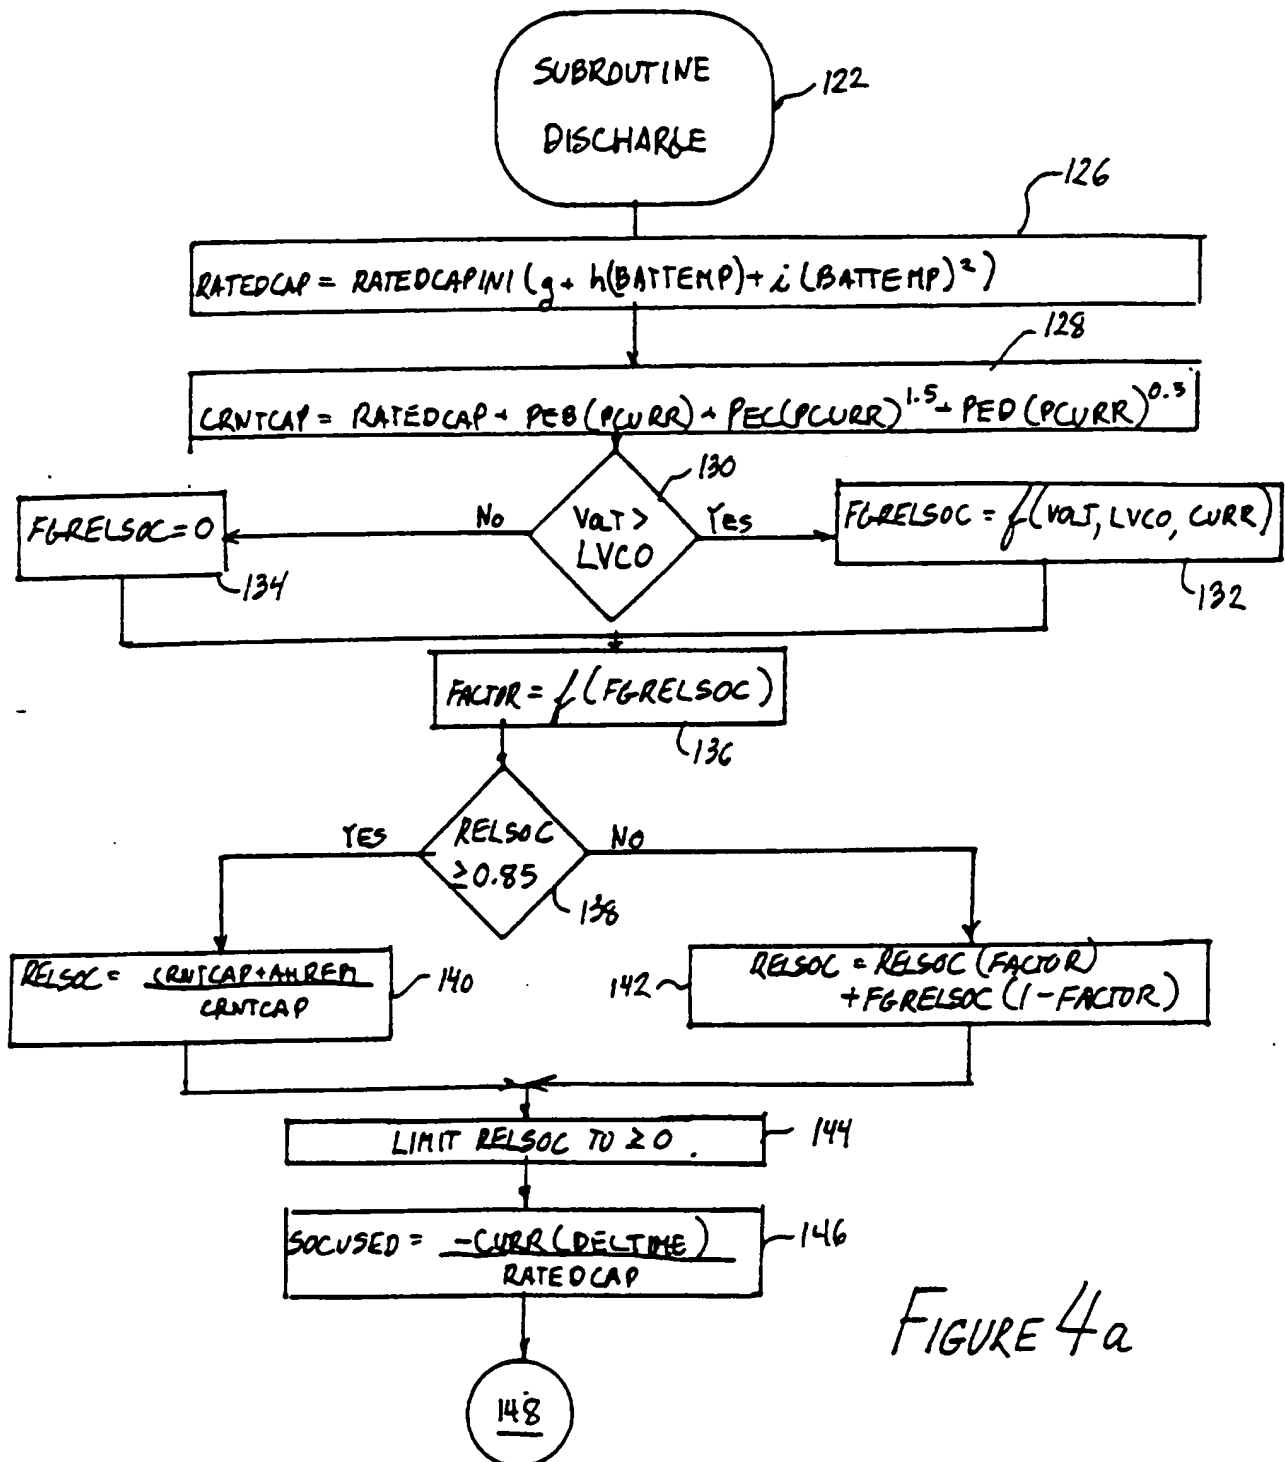 SUBROUTINE
DISCHARGE
122
126
RATEDCAP = RATEDCAPINI (g + h(BATTEMP) + i (BATTEMP)²)
128
CRNTCAP = RATEDCAP + PEB (PCURR) + PEC(PCURR)^1.5 + PED (PCURR)^0.5
130
FGRELSOC = 0
No
VOLT >
LVCO
Yes
FGRELSOC = f(VOLT, LVCO, CURR)
134
132
FACTOR = f(FGRELSOC)
136
YES
RELSOC
≥0.85
NO
138
RELSOC = CRNTCAP+AHREM
CRNTCAP
140
142
RELSOC = RELSOC (FACTOR)
+FGRELSOC (1-FACTOR)
LIMIT RELSOC TO ≥ 0.
144
SOCUSED = -CURR(DELTIME)
RATEDCAP
146
FIGURE 4a
148